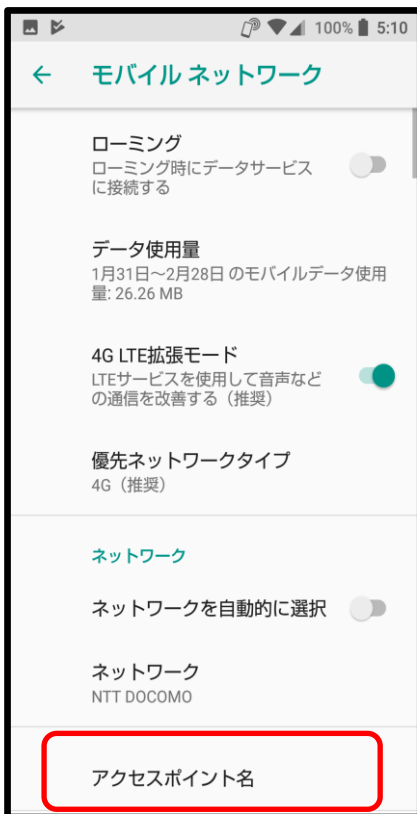 100% 5:10
モバイル ネットワーク
ローミング
ローミング時にデータサービス
に接続する
データ使用量
1月31日～2月28日 のモバイルデータ使用
量: 26.26 MB
4G LTE拡張モード
LTEサービスを使用して音声など
の通信を改善する（推奨）
優先ネットワークタイプ
4G（推奨）
ネットワーク
ネットワークを自動的に選択
ネットワーク
NTT DOCOMO
アクセスポイント名